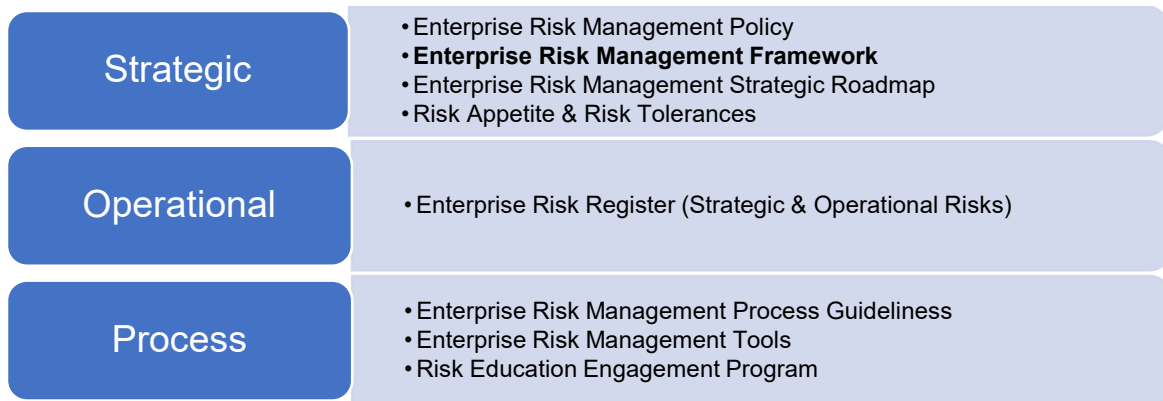 Strategic
• Enterprise Risk Management Policy
• Enterprise Risk Management Framework
• Enterprise Risk Management Strategic Roadmap
• Risk Appetite & Risk Tolerances
Operational
• Enterprise Risk Register (Strategic & Operational Risks)
Process
• Enterprise Risk Management Process Guideliness
• Enterprise Risk Management Tools
• Risk Education Engagement Program